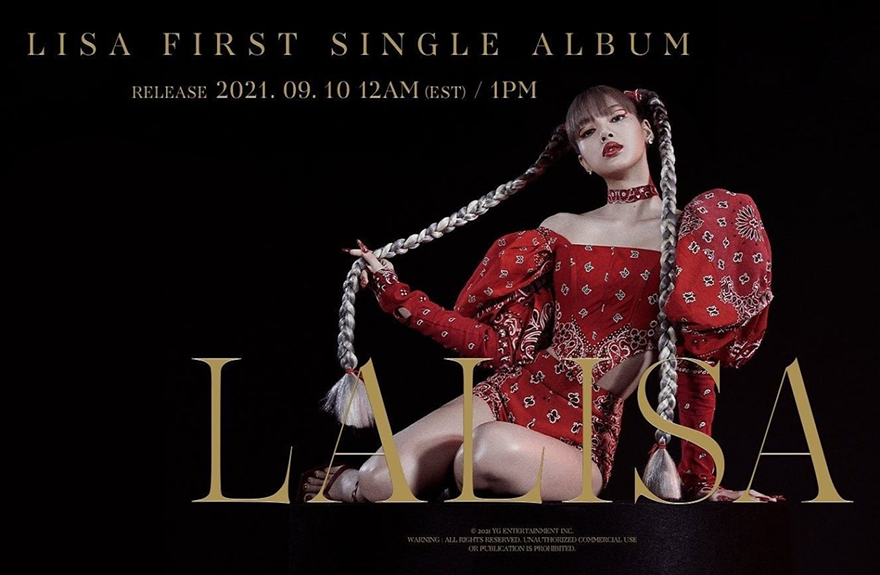 LISA FIRST SINGLE ALBUM
RELEASE 2021. 09. 10 12AM (EST) / 1PM
LALISA
© 2021 YG ENTERTAINMENT INC.
WARNING : ALL RIGHTS RESERVED. UNAUTHORIZED COMMERCIAL USE
OR PUBLICATION IS PROHIBITED.